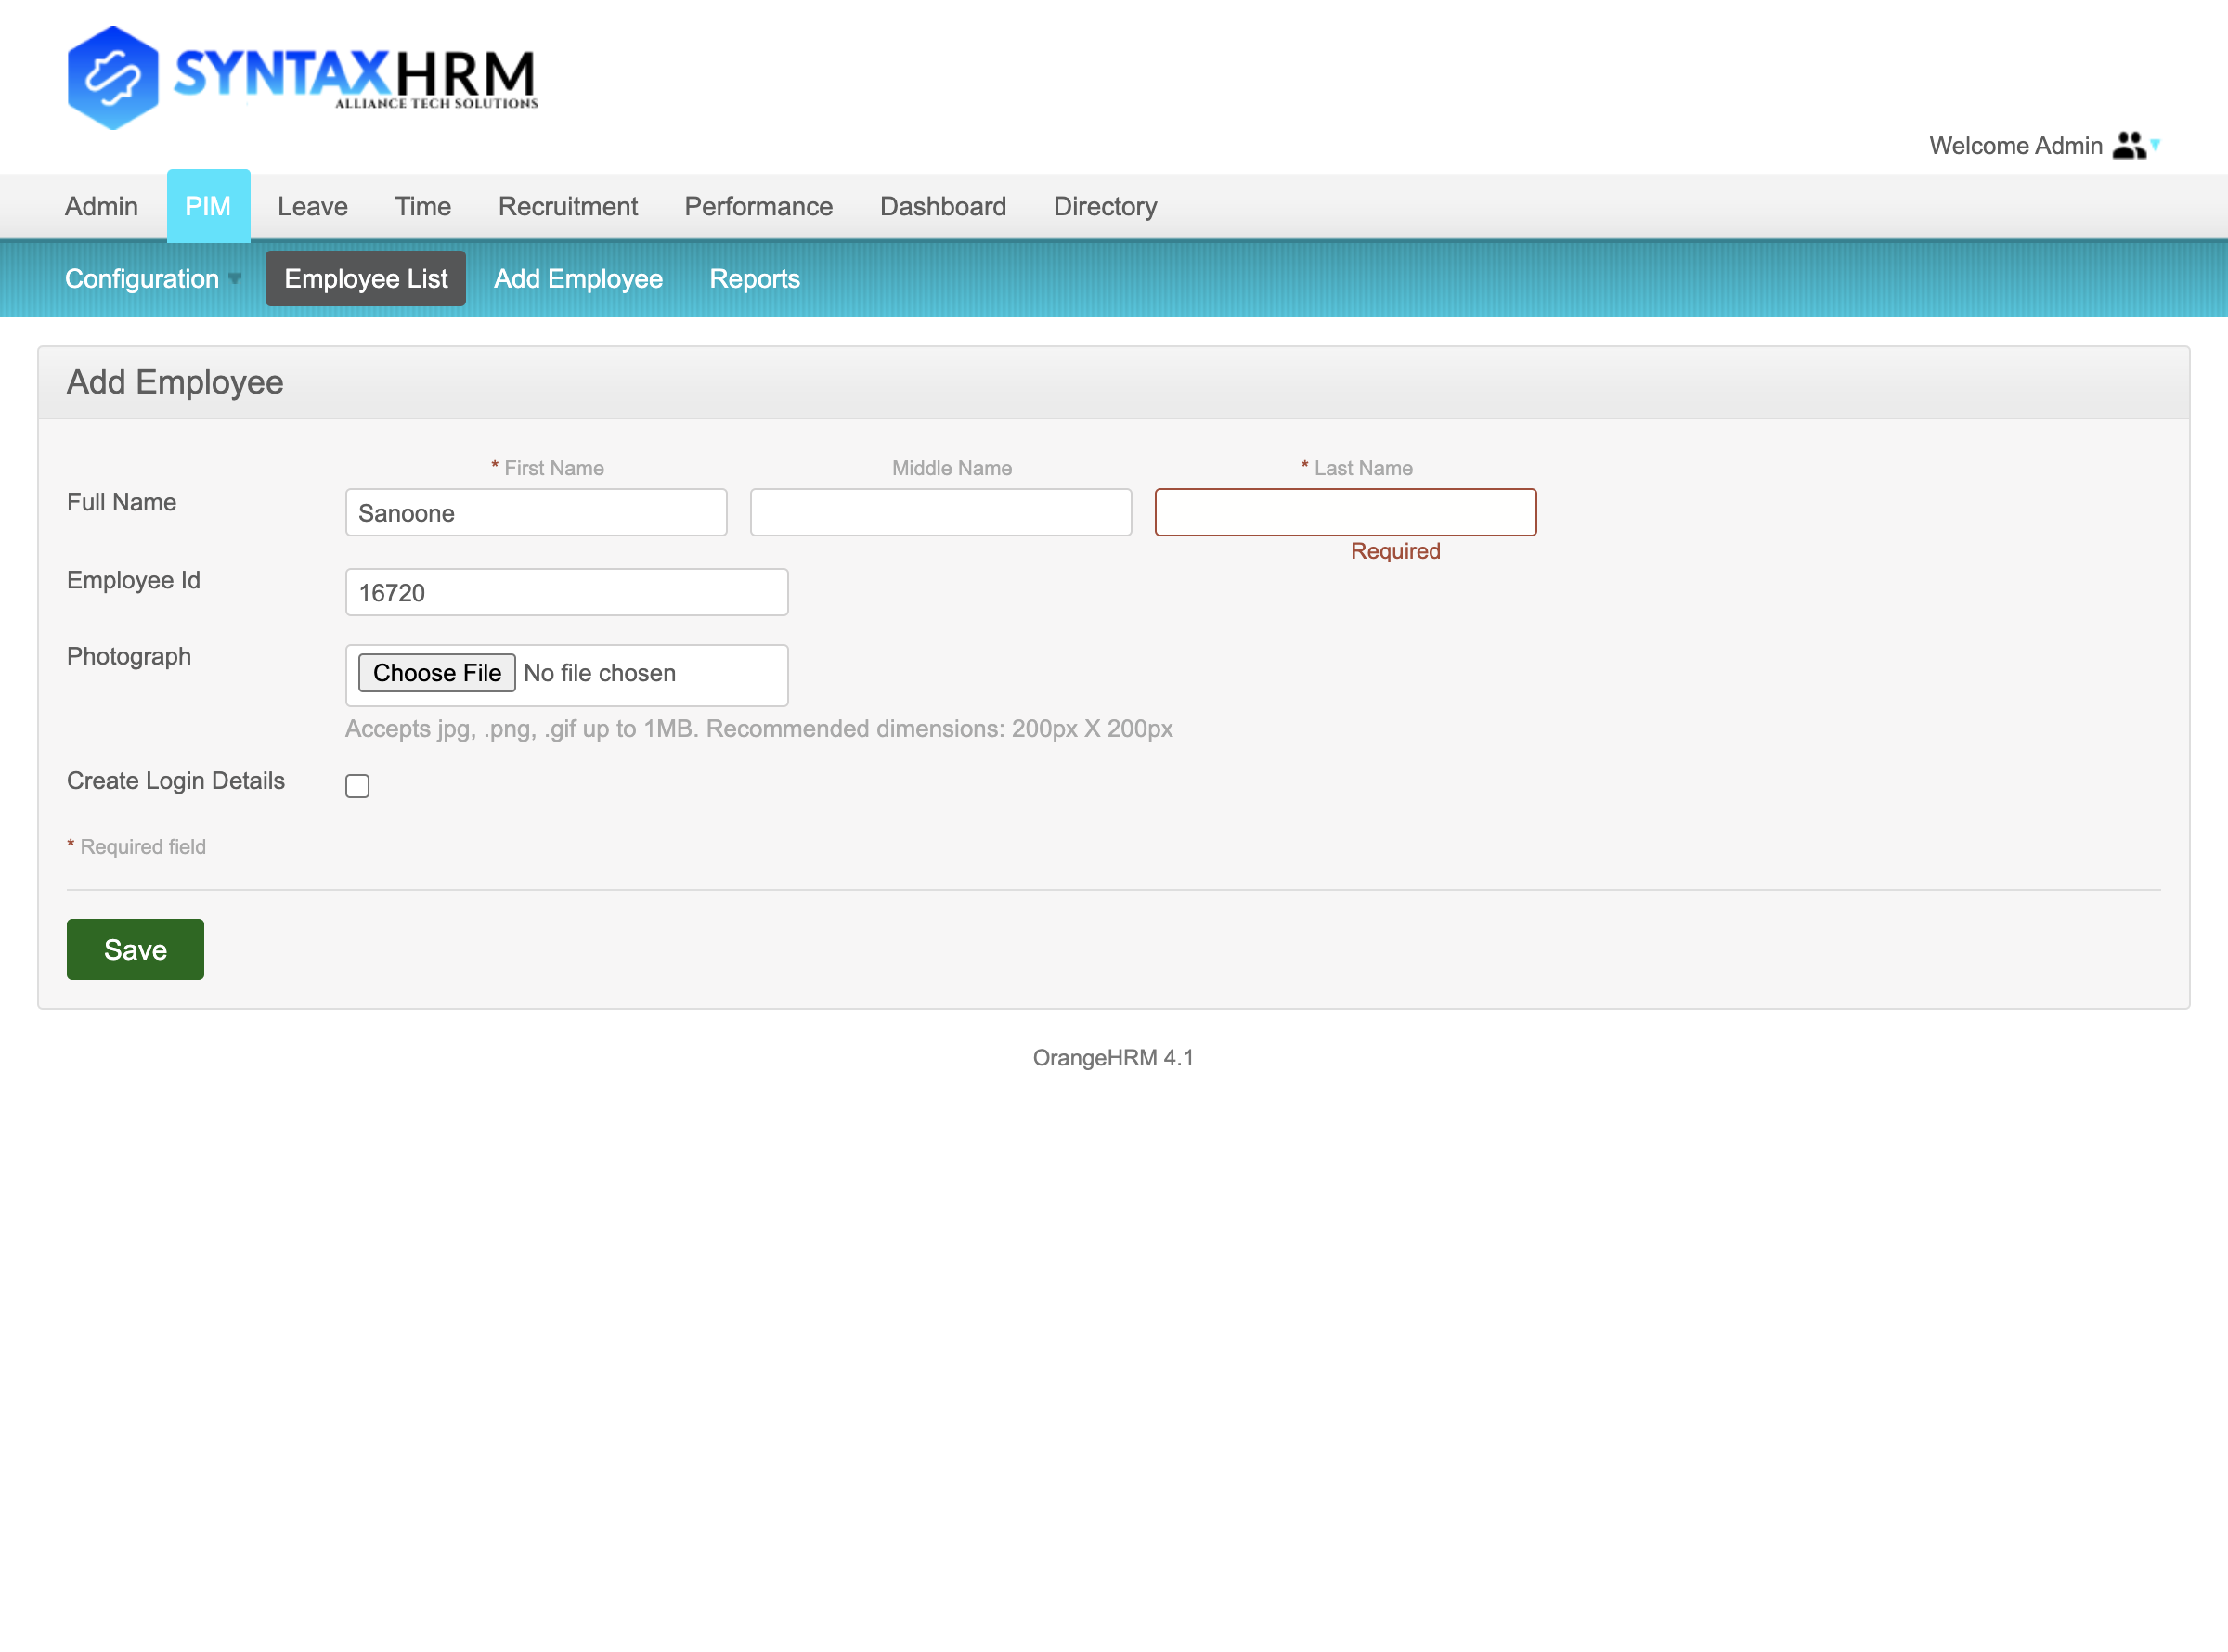 SYNTAXHRM
ALLIANCE TECH SOLUTIONS
Welcome Admin
Admin PIM Leave Time Recruitment Performance Dashboard Directory
Configuration Employee List Add Employee Reports
Add Employee
* First Name Middle Name * Last Name
Full Name Sanoone
Required
Employee Id 16720
Photograph Choose File No file chosen
Accepts jpg, .png, .gif up to 1MB. Recommended dimensions: 200px X 200px
Create Login Details
* Required field
Save
OrangeHRM 4.1